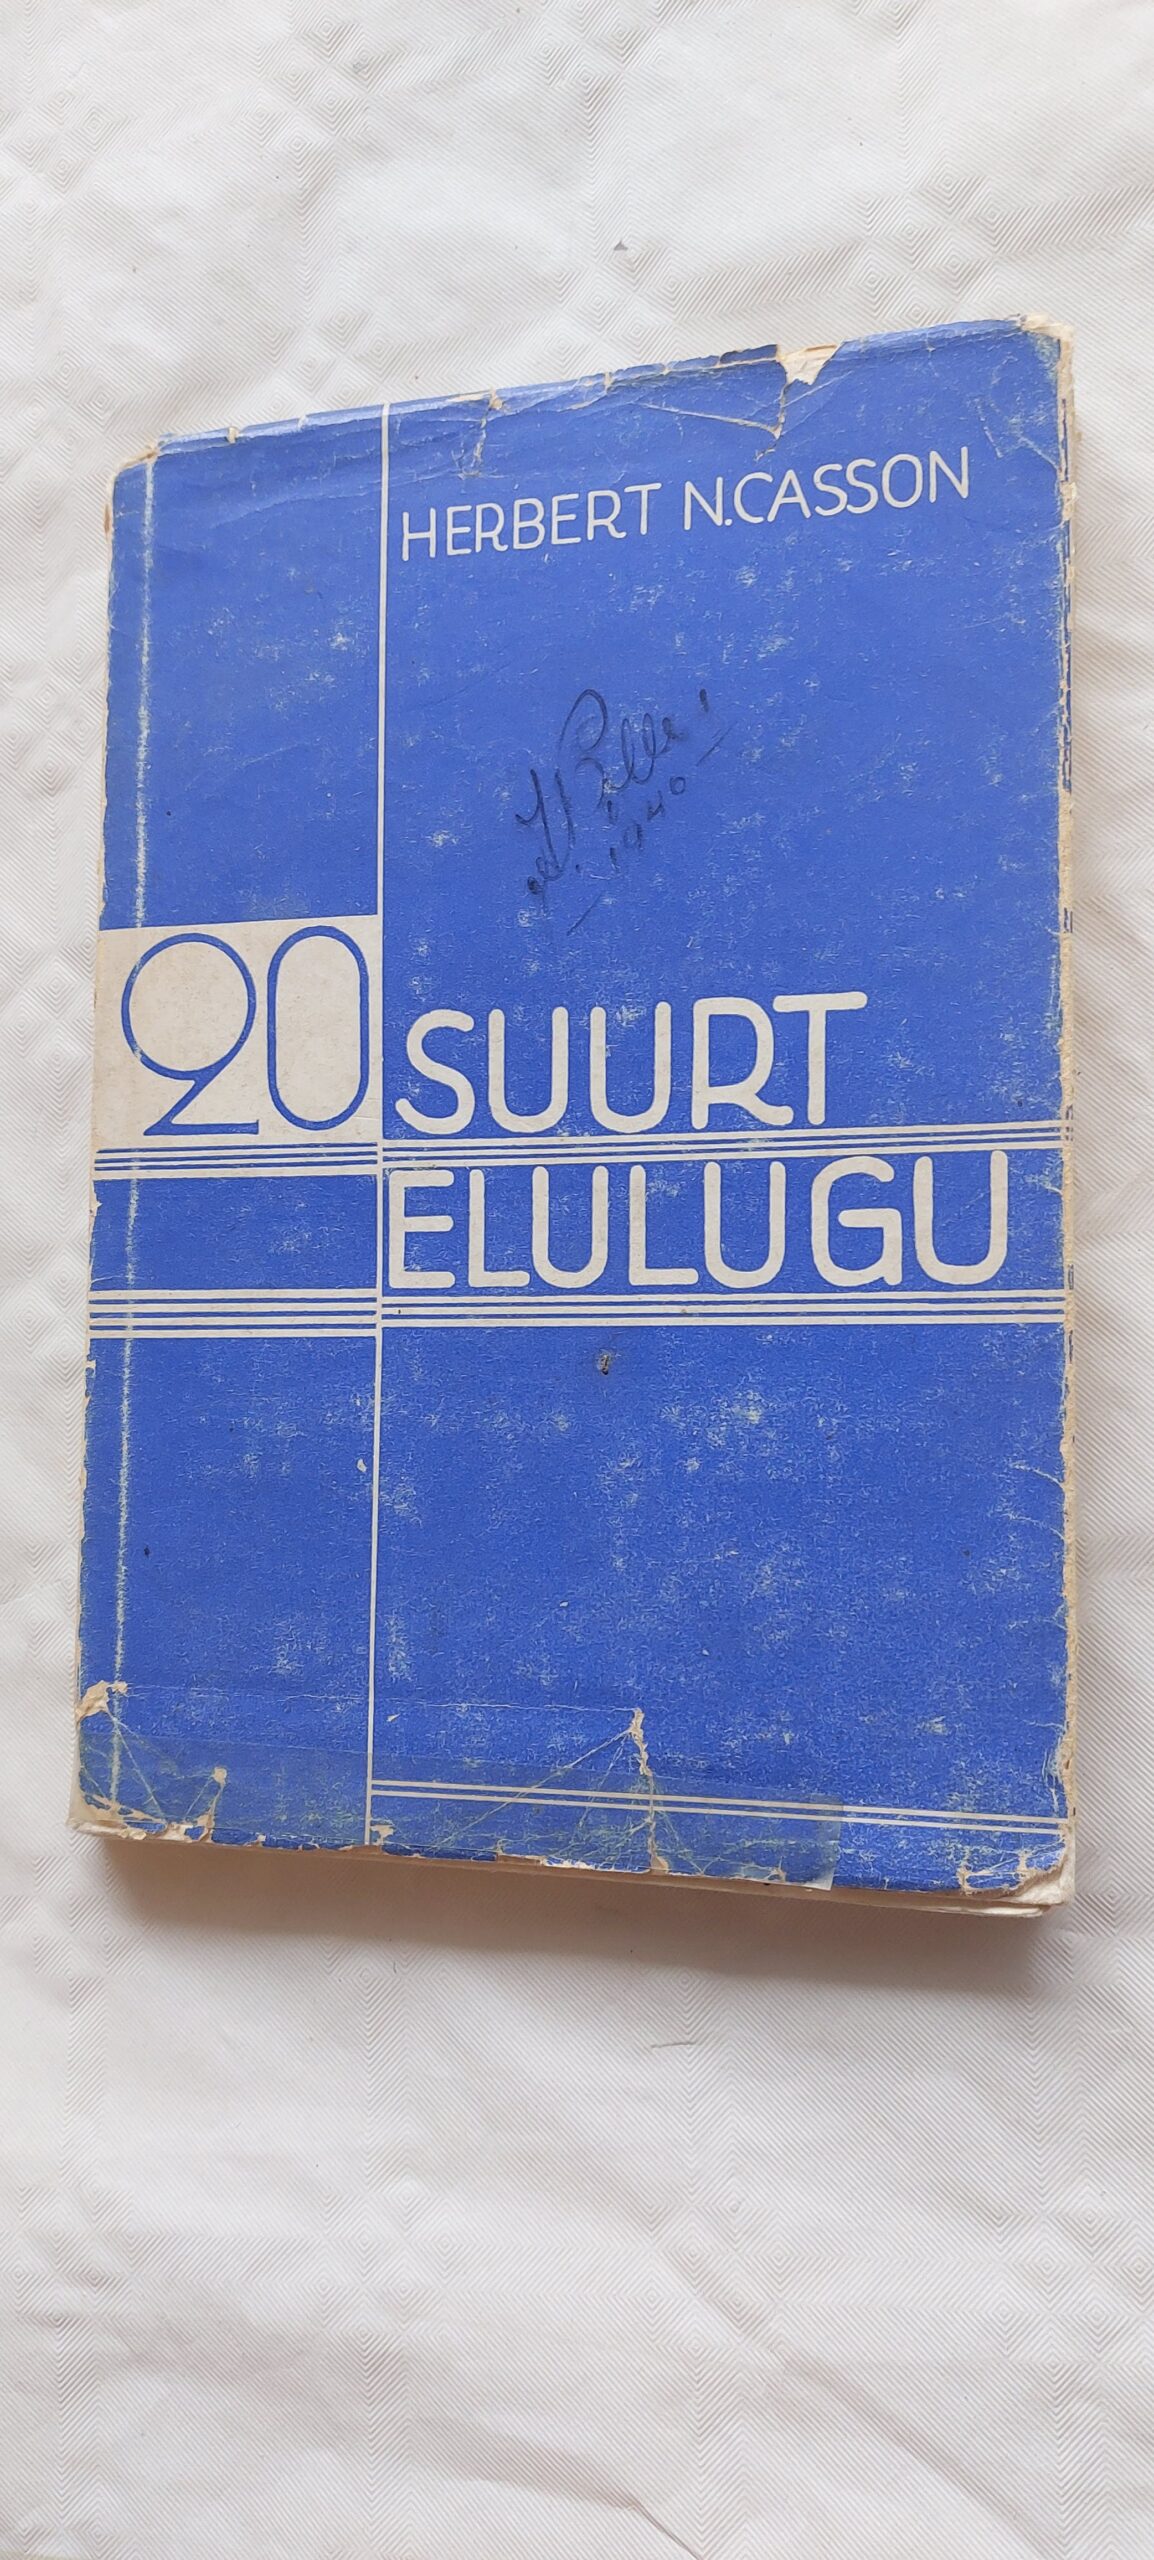 HERBERT N.CASSON
1940
20 SUURT
ELULUGU